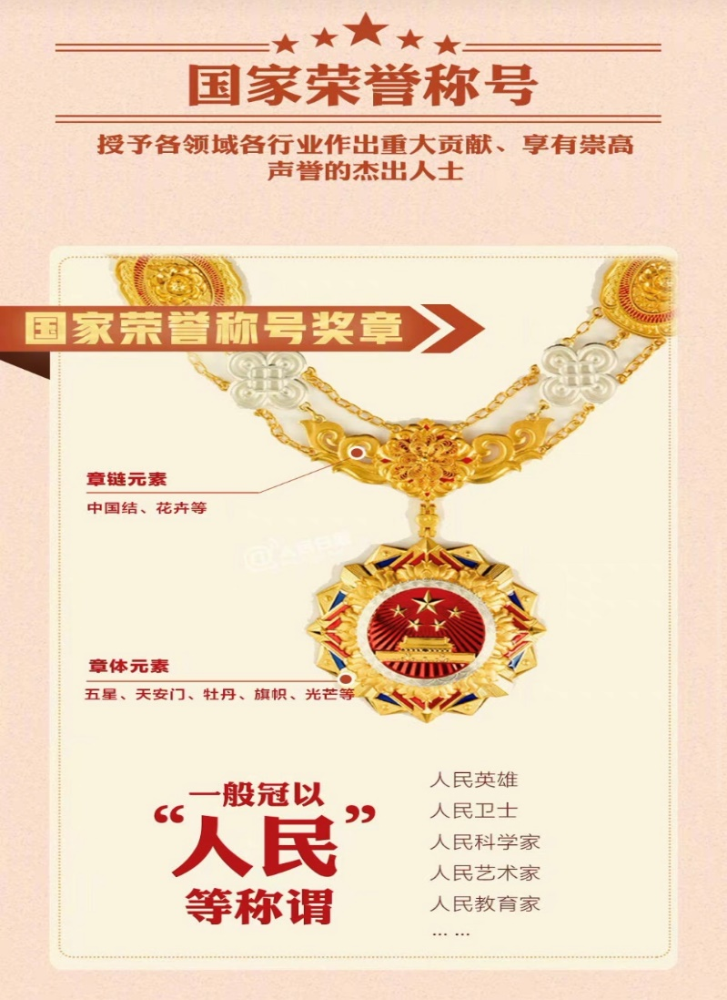 国家荣誉称号
授予各领域各行业作出重大贡献、享有崇高
声誉的杰出人士
国家荣誉称号奖章
章链元素
中国结、花卉等
@人民日报
章体元素
五星、天安门、牡丹、旗帜、光芒等
一般冠以
“人民”
等称谓
人民英雄
人民卫士
人民科学家
人民艺术家
人民教育家
... ...